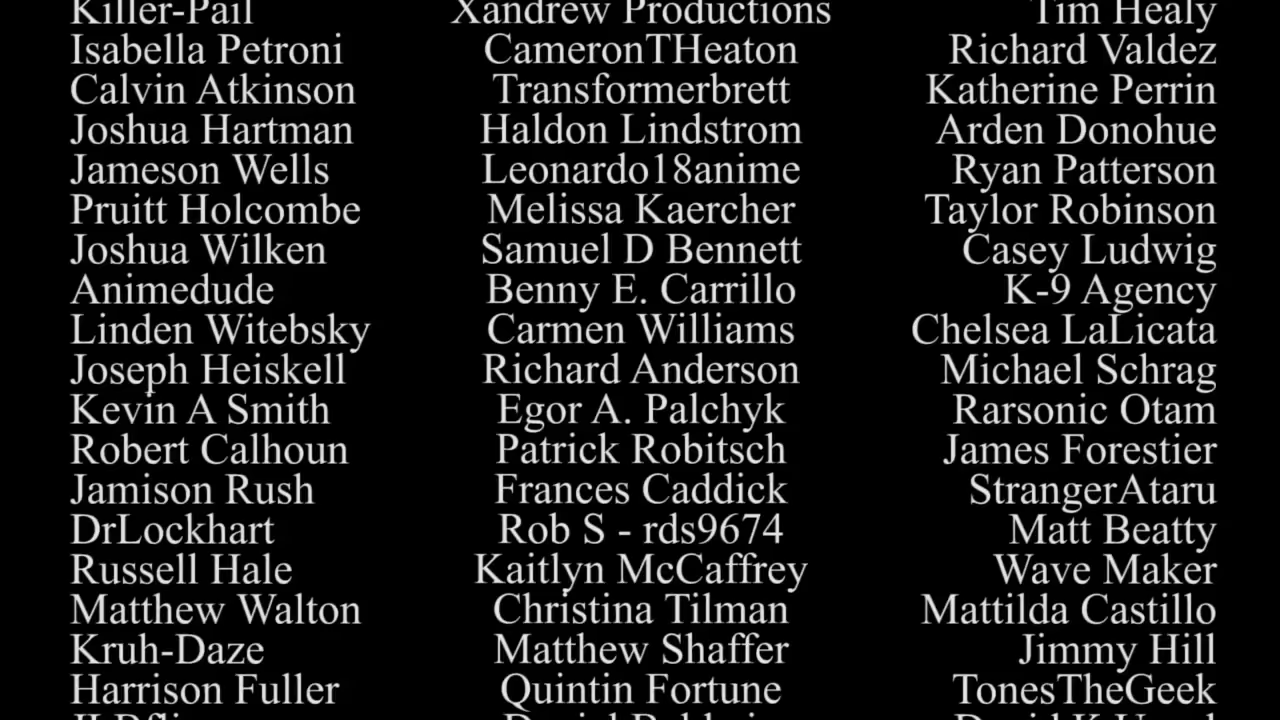 Killer-Pail Xandrew Productions Tim Healy
Isabella Petroni CameronTHeaton Richard Valdez
Calvin Atkinson Transformerbrett Katherine Perrin
Joshua Hartman Haldon Lindstrom Arden Donohue
Jameson Wells Leonardo18anime Ryan Patterson
Pruitt Holcombe Melissa Kaercher Taylor Robinson
Joshua Wilken Samuel D Bennett Casey Ludwig
Animedude Benny E. Carrillo K-9 Agency
Linden Witebsky Carmen Williams Chelsea LaLicata
Joseph Heiskell Richard Anderson Michael Schrag
Kevin A Smith Egor A. Palchyk Rarsonic Otam
Robert Calhoun Patrick Robitsch James Forestier
Jamison Rush Frances Caddick StrangerAtaru
DrLockhart Rob S - rds9674 Matt Beatty
Russell Hale Kaitlyn McCaffrey Wave Maker
Matthew Walton Christina Tilman Mattilda Castillo
Kruh-Daze Matthew Shaffer Jimmy Hill
Harrison Fuller Quintin Fortune TonesTheGeek